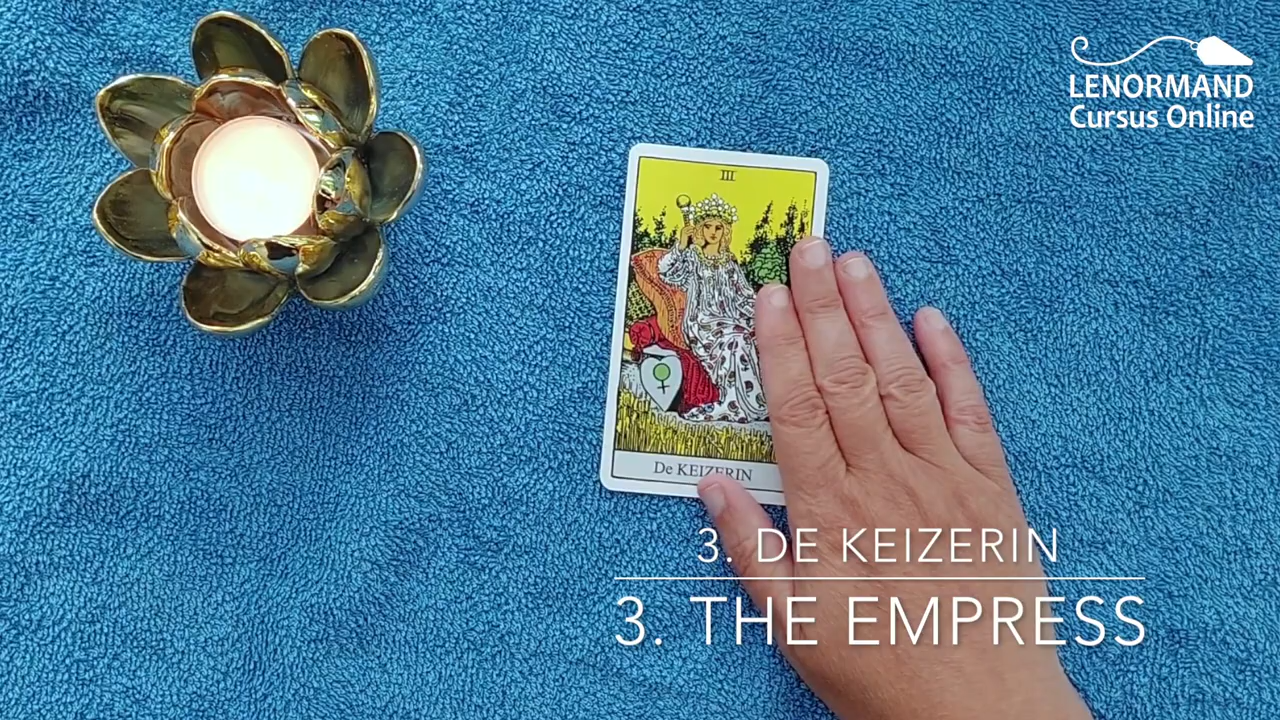 LENORMAND
Cursus Online
III
De KEIZERIN
3. DE KEIZERIN
3. THE EMPRESS